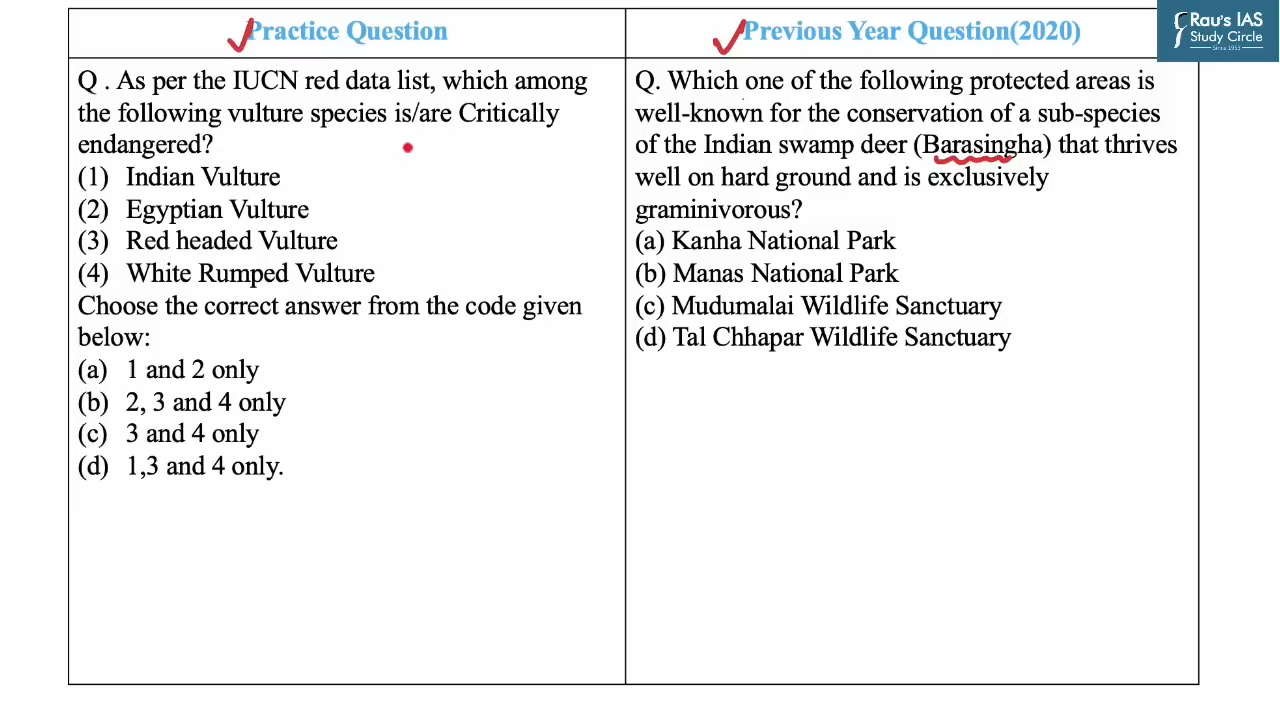 Practice Question
Q . As per the IUCN red data list, which among
the following vulture species is/are Critically
endangered?
(1) Indian Vulture
(2) Egyptian Vulture
(3) Red headed Vulture
(4) White Rumped Vulture
Choose the correct answer from the code given
below:
(a) 1 and 2 only
(b) 2, 3 and 4 only
(c) 3 and 4 only
(d) 1,3 and 4 only.
Previous Year Question(2020)
Q. Which one of the following protected areas is
well-known for the conservation of a sub-species
of the Indian swamp deer (Barasingha) that thrives
well on hard ground and is exclusively
graminivorous?
(a) Kanha National Park
(b) Manas National Park
(c) Mudumalai Wildlife Sanctuary
(d) Tal Chhapar Wildlife Sanctuary
Rau's IAS
Study Circle
Since 1953